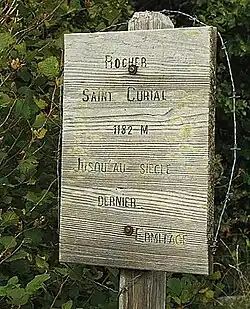 ROCHER
SAINT CURIAL
1182 M
JUSQU'AU SIECLE
DERNIER
ERMITAGE